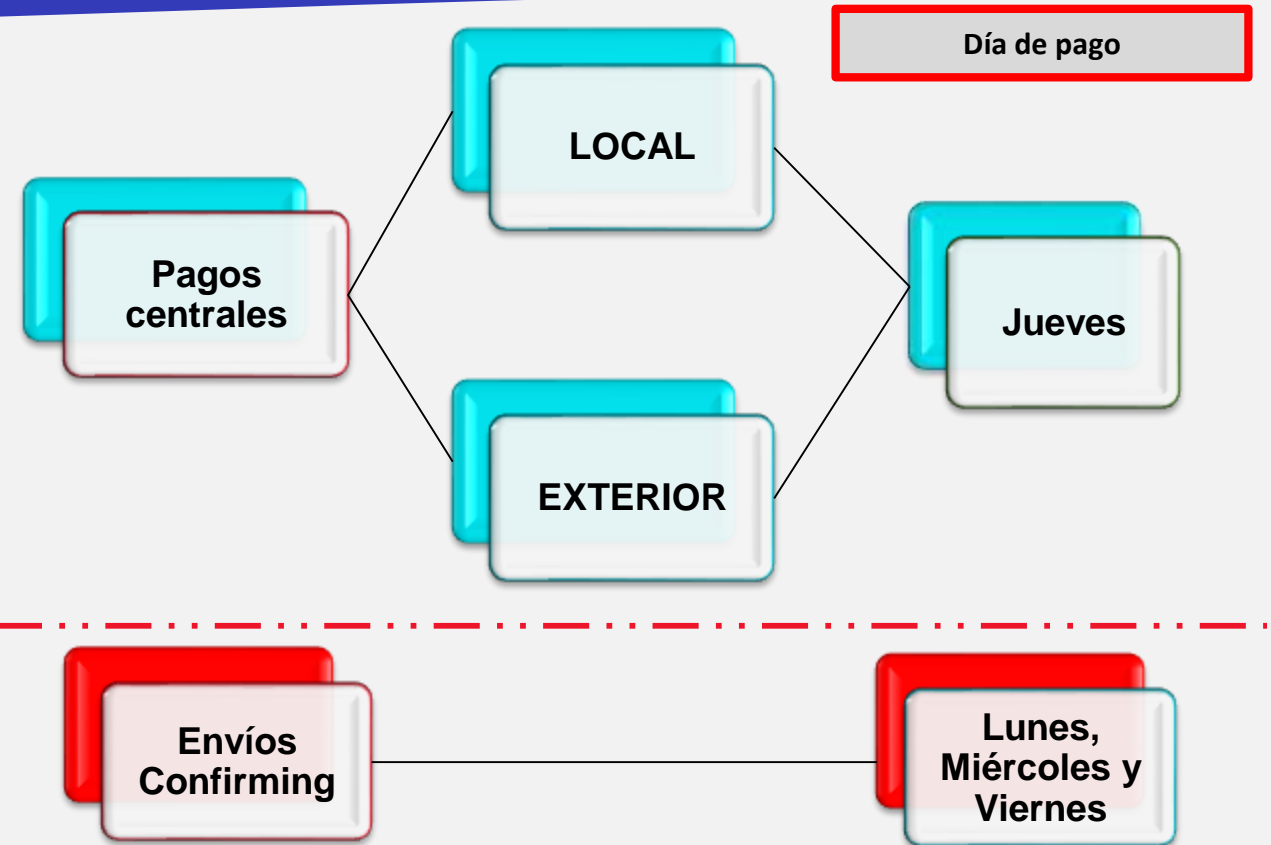 Día de pago
LOCAL
Pagos
centrales
Jueves
EXTERIOR
Envíos
Confirming
Lunes,
Miércoles y
Viernes